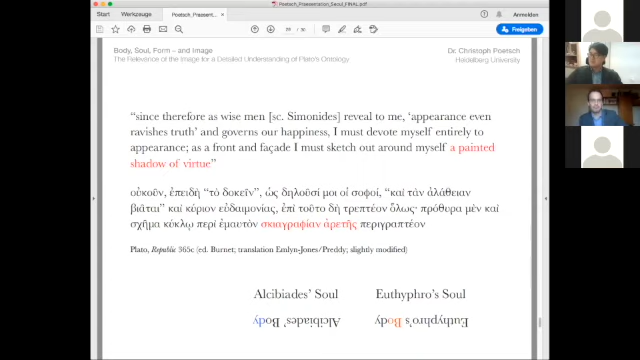 Poetsch_Praesentation_Seoul_FINAL.pdf
Start Werkzeuge Poetsch_Praesentat... × Anmelden
Freigeben
Body, Soul, Form – and Image Dr. Christoph Poetsch
The Relevance of the Image for a Detailed Understanding of Plato's Ontology Heidelberg University
“since therefore as wise men [sc. Simonides] reveal to me, ‘appearance even
ravishes truth’ and governs our happiness, I must devote myself entirely to
appearance; as a front and façade I must sketch out around myself a painted
shadow of virtue”
οὐκοῦν, ἐπειδὴ “τὸ δοκεῖν”, ὡς δηλοῦσί μοι οἱ σοφοί, “καὶ τὰν ἀλάθειαν
βιᾶται” καὶ κύριον εὐδαιμονίας, ἐπὶ τοῦτο δὴ τρεπτέον ὅλως· πρόθυρα μὲν καὶ
σχῆμα κύκλῳ περὶ ἐμαυτὸν σκιαγραφίαν ἀρετῆς περιγραπτέον
Plato, Republic 365c (ed. Burnet; translation Emlyn-Jones/Preddy; slightly modified)
Alcibiades’ Soul Euthyphro’s Soul
Alcibiades’ Body Euthyphro’s Body